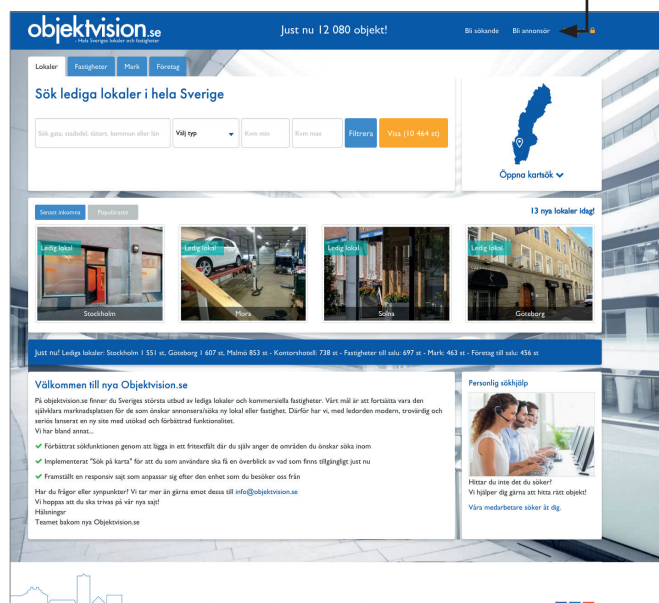 objektvision.se
- Hela Sveriges lokaler och fastigheter
Just nu 12 080 objekt!
Bli sökande Bli annonsör
Lokaler Fastigheter Mark Företag
Sök lediga lokaler i hela Sverige
Sök gata, stadsdel, tätort, kommun eller län Välj typ Kvm min Kvm max Filtrera Visa (10 464 st)
Öppna kartsök
Senast inkomna Populäraste 13 nya lokaler idag!
Ledig lokal Ledig lokal Ledig lokal Ledig lokal
Stockholm Mora Solna Göteborg
Just nu! Lediga lokaler: Stockholm 1 551 st, Göteborg 1 607 st, Malmö 853 st - Kontorshotell: 738 st - Fastigheter till salu: 697 st - Mark: 463 st - Företag till salu: 456 st
Välkommen till nya Objektvision.se
På objektvision.se finner du Sveriges största utbud av lediga lokaler och kommersiella fastigheter. Vårt mål är att fortsätta vara den
självklara marknadsplatsen för de som önskar annonsera/söka ny lokal eller fastighet. Därför har vi, med ledorden modern, trovärdig och
seriös lanserat en ny site med utökad och förbättrad funktionalitet.
Vi har bland annat...
Förbättrat sökfunktionen genom att lägga in ett fritextfält där du själv anger de områden du önskar söka inom
Implementerat "Sök på karta" för att du som användare ska få en överblick av vad som finns tillgängligt just nu
Framställt en responsiv sajt som anpassar sig efter den enhet som du besöker oss från
Har du frågor eller synpunkter? Vi tar mer än gärna emot dessa till info@objektvision.se
Vi hoppas att du ska trivas på vår nya sajt!
Hälsningar
Teamet bakom nya Objektvision.se
Personlig sökhjälp
Hittar du inte det du söker?
Vi hjälper dig gärna att hitta rätt objekt!
Våra medarbetare söker åt dig.